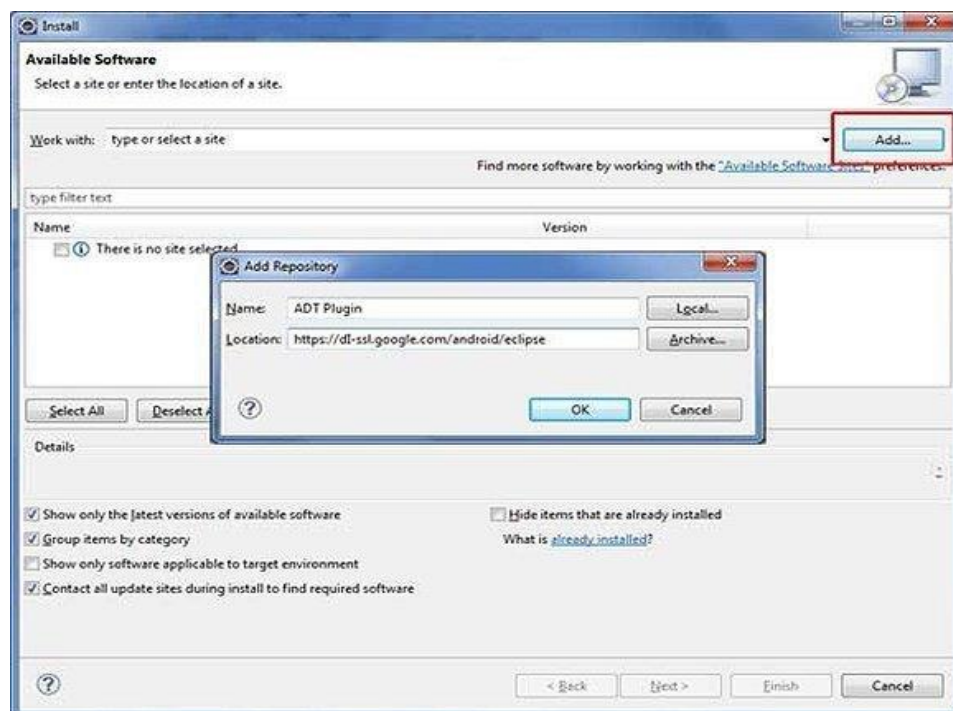 Install
Available Software
Select a site or enter the location of a site.
Work with: type or select a site
Add...
Find more software by working with the "Available Software Sites" preferences.
type filter text
Name Version
There is no site selected
Add Repository
Name: ADT Plugin
Local...
Location: https://dl-ssl.google.com/android/eclipse
Archive...
Select All
Deselect A
OK
Cancel
Details
Show only the latest versions of available software
Hide items that are already installed
Group items by category
What is already installed?
Show only software applicable to target environment
Contact all update sites during install to find required software
< Back
Next >
Finish
Cancel